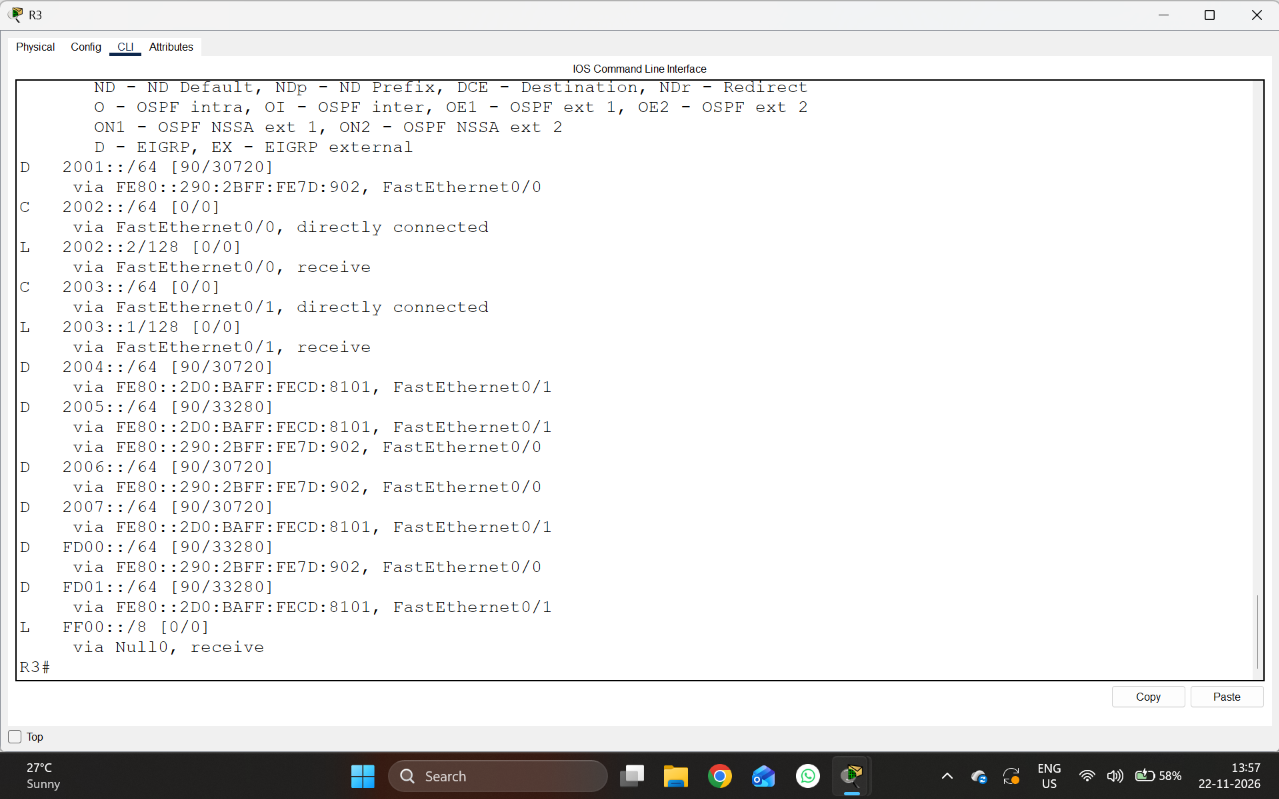 R3
Physical Config CLI Attributes
IOS Command Line Interface
ND - ND Default, NDp - ND Prefix, DCE - Destination, NDr - Redirect
O - OSPF intra, OI - OSPF inter, OE1 - OSPF ext 1, OE2 - OSPF ext 2
ON1 - OSPF NSSA ext 1, ON2 - OSPF NSSA ext 2
D - EIGRP, EX - EIGRP external
D 2001::/64 [90/30720]
via FE80::290:2BFF:FE7D:902, FastEthernet0/0
C 2002::/64 [0/0]
via FastEthernet0/0, directly connected
L 2002::2/128 [0/0]
via FastEthernet0/0, receive
C 2003::/64 [0/0]
via FastEthernet0/1, directly connected
L 2003::1/128 [0/0]
via FastEthernet0/1, receive
D 2004::/64 [90/30720]
via FE80::2D0:BAFF:FECD:8101, FastEthernet0/1
D 2005::/64 [90/33280]
via FE80::2D0:BAFF:FECD:8101, FastEthernet0/1
via FE80::290:2BFF:FE7D:902, FastEthernet0/0
D 2006::/64 [90/30720]
via FE80::290:2BFF:FE7D:902, FastEthernet0/0
D 2007::/64 [90/30720]
via FE80::2D0:BAFF:FECD:8101, FastEthernet0/1
D FD00::/64 [90/33280]
via FE80::290:2BFF:FE7D:902, FastEthernet0/0
D FD01::/64 [90/33280]
via FE80::2D0:BAFF:FECD:8101, FastEthernet0/1
L FF00::/8 [0/0]
via Null0, receive
R3#
Copy Paste
Top
27°C
Sunny
Search
ENG
US
58%
13:57
22-11-2026